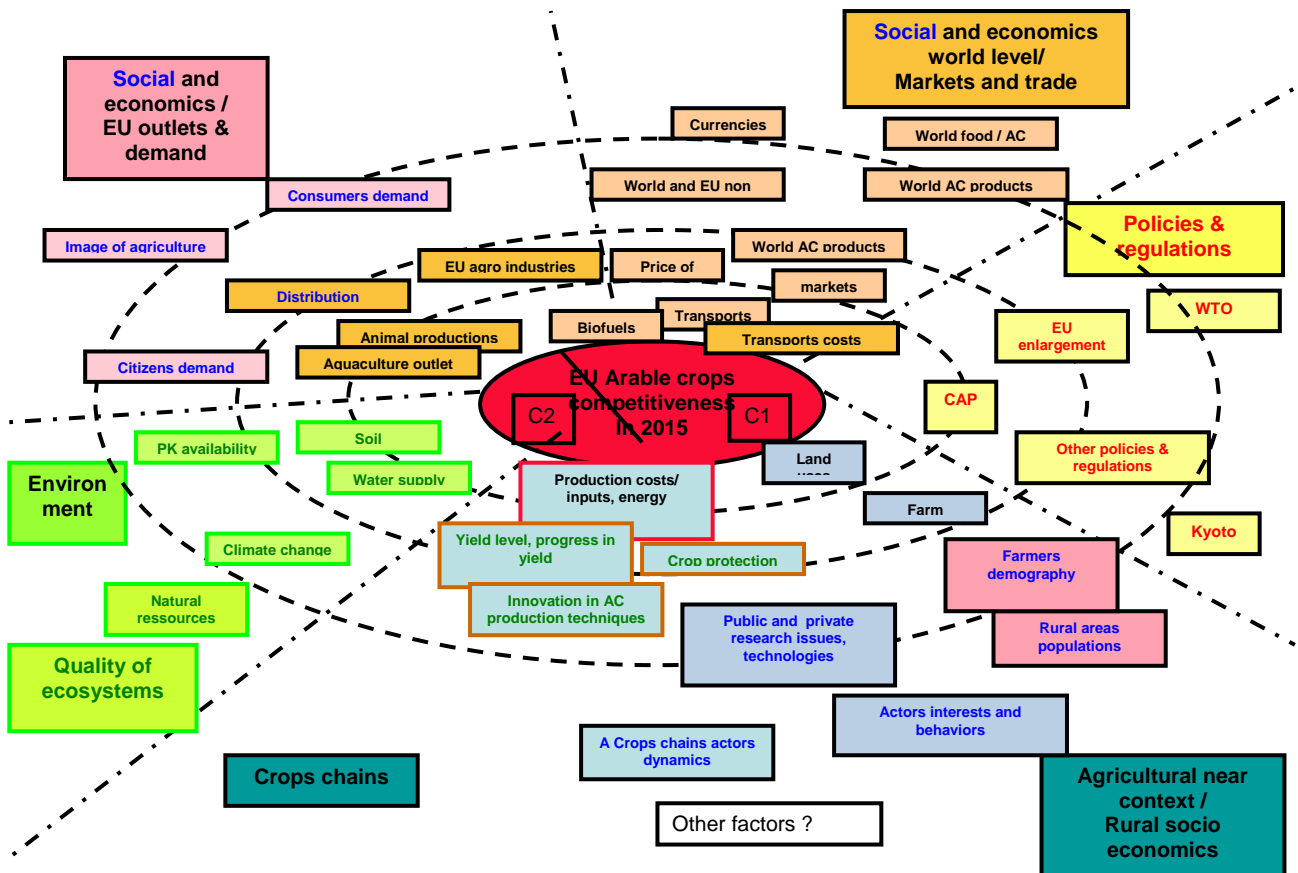 Social and economics
world level/
Markets and trade
Social and
economics /
EU outlets &
demand
Currencies
World food / AC
World and EU non
World AC products
Consumers demand
Policies &
regulations
Image of agriculture
World AC products
EU agro industries
Price of
markets
Distribution
WTO
Transports
EU
enlargement
Biofuels
Animal productions
Transports costs
Aquaculture outlet
Citizens demand
EU Arable crops
competitiveness
in 2015
C2
C1
CAP
Soil
PK availability
Other policies &
regulations
Land
uses
Water supply
Production costs/
inputs, energy
Environ
ment
Farm
Kyoto
Yield level, progress in
yield
Climate change
Crop protection
Farmers
demography
Natural
ressources
Innovation in AC
production techniques
Public and private
research issues,
technologies
Rural areas
populations
Quality of
ecosystems
Actors interests and
behaviors
A Crops chains actors
dynamics
Crops chains
Agricultural near
context /
Rural socio
economics
Other factors ?